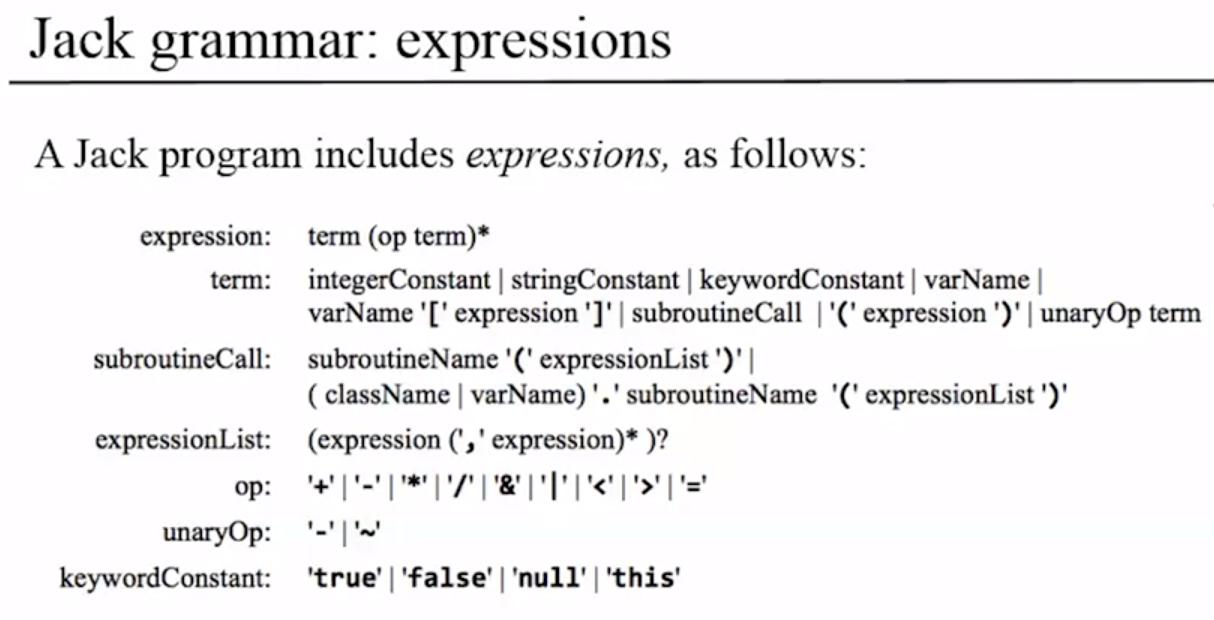 Jack grammar: expressions
A Jack program includes expressions, as follows:
expression: term (op term)*
term: integerConstant | stringConstant | keywordConstant | varName |
varName '[' expression ']' | subroutineCall | '(' expression ')' | unaryOp term
subroutineCall: subroutineName '(' expressionList ')' |
( className | varName) '.' subroutineName '(' expressionList ')'
expressionList: (expression (',' expression)* )?
op: '+' | '-' | '*' | '/' | '&' | '|' | '<' | '>' | '='
unaryOp: '-' | '~'
keywordConstant: 'true' | 'false' | 'null' | 'this'